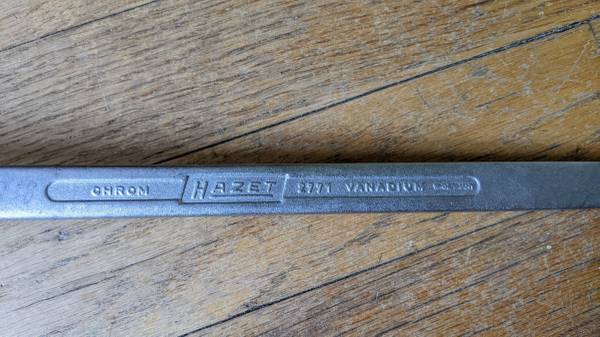 CHROM HAZET 2771 VANADIUM